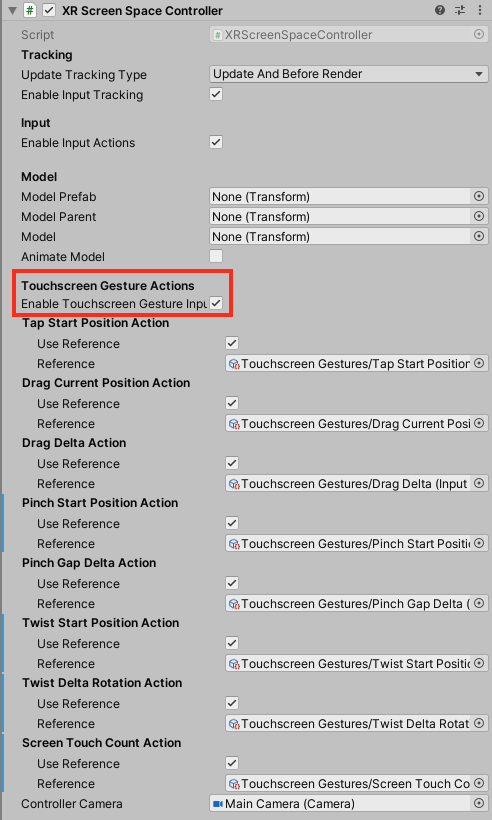 XR Screen Space Controller
Script XRScreenSpaceController
Tracking
Update Tracking Type Update And Before Render
Enable Input Tracking
Input
Enable Input Actions
Model
Model Prefab None (Transform)
Model Parent None (Transform)
Model None (Transform)
Animate Model
Touchscreen Gesture Actions
Enable Touchscreen Gesture Inpu
Tap Start Position Action
Use Reference
Reference Touchscreen Gestures/Tap Start Position
Drag Current Position Action
Use Reference
Reference Touchscreen Gestures/Drag Current Posi
Drag Delta Action
Use Reference
Reference Touchscreen Gestures/Drag Delta (Input
Pinch Start Position Action
Use Reference
Reference Touchscreen Gestures/Pinch Start Positi
Pinch Gap Delta Action
Use Reference
Reference Touchscreen Gestures/Pinch Gap Delta (
Twist Start Position Action
Use Reference
Reference Touchscreen Gestures/Twist Start Positic
Twist Delta Rotation Action
Use Reference
Reference Touchscreen Gestures/Twist Delta Rotat
Screen Touch Count Action
Use Reference
Reference Touchscreen Gestures/Screen Touch Co
Controller Camera Main Camera (Camera)